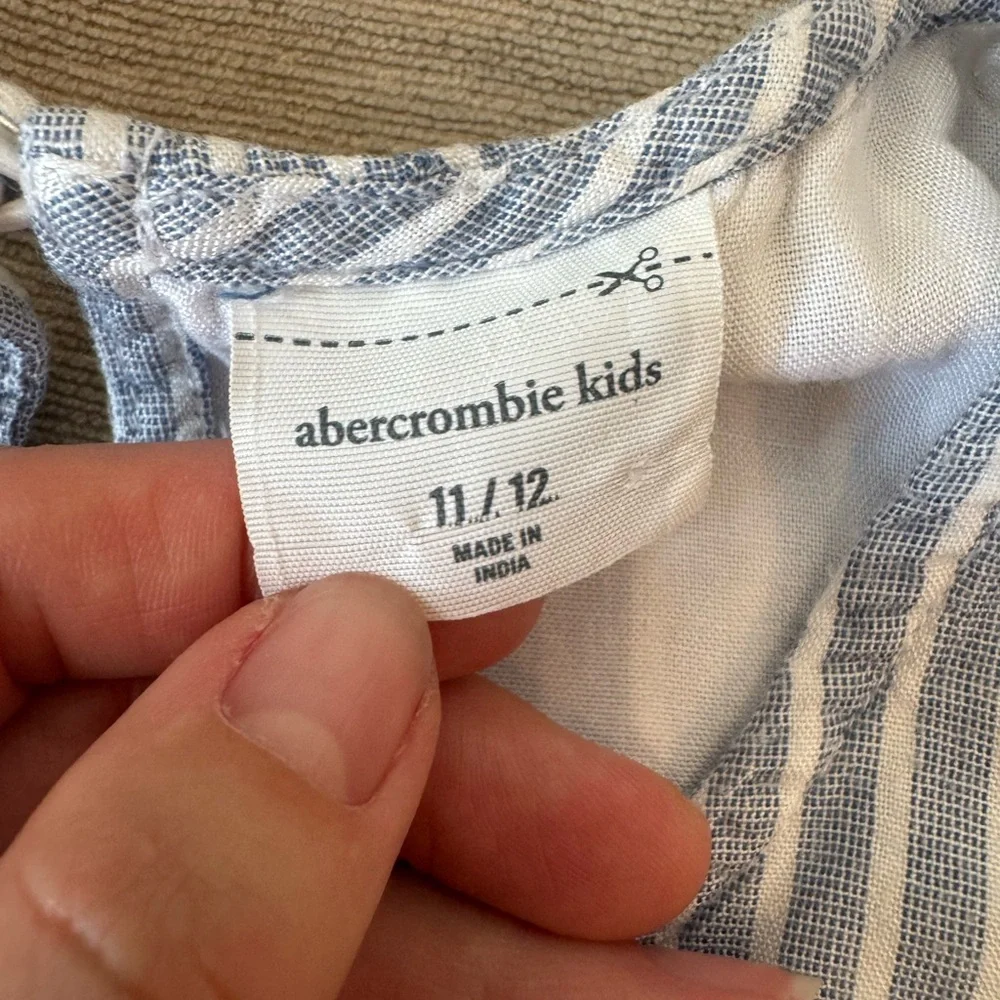 abercrombie kids
11 / 12
MADE IN
INDIA